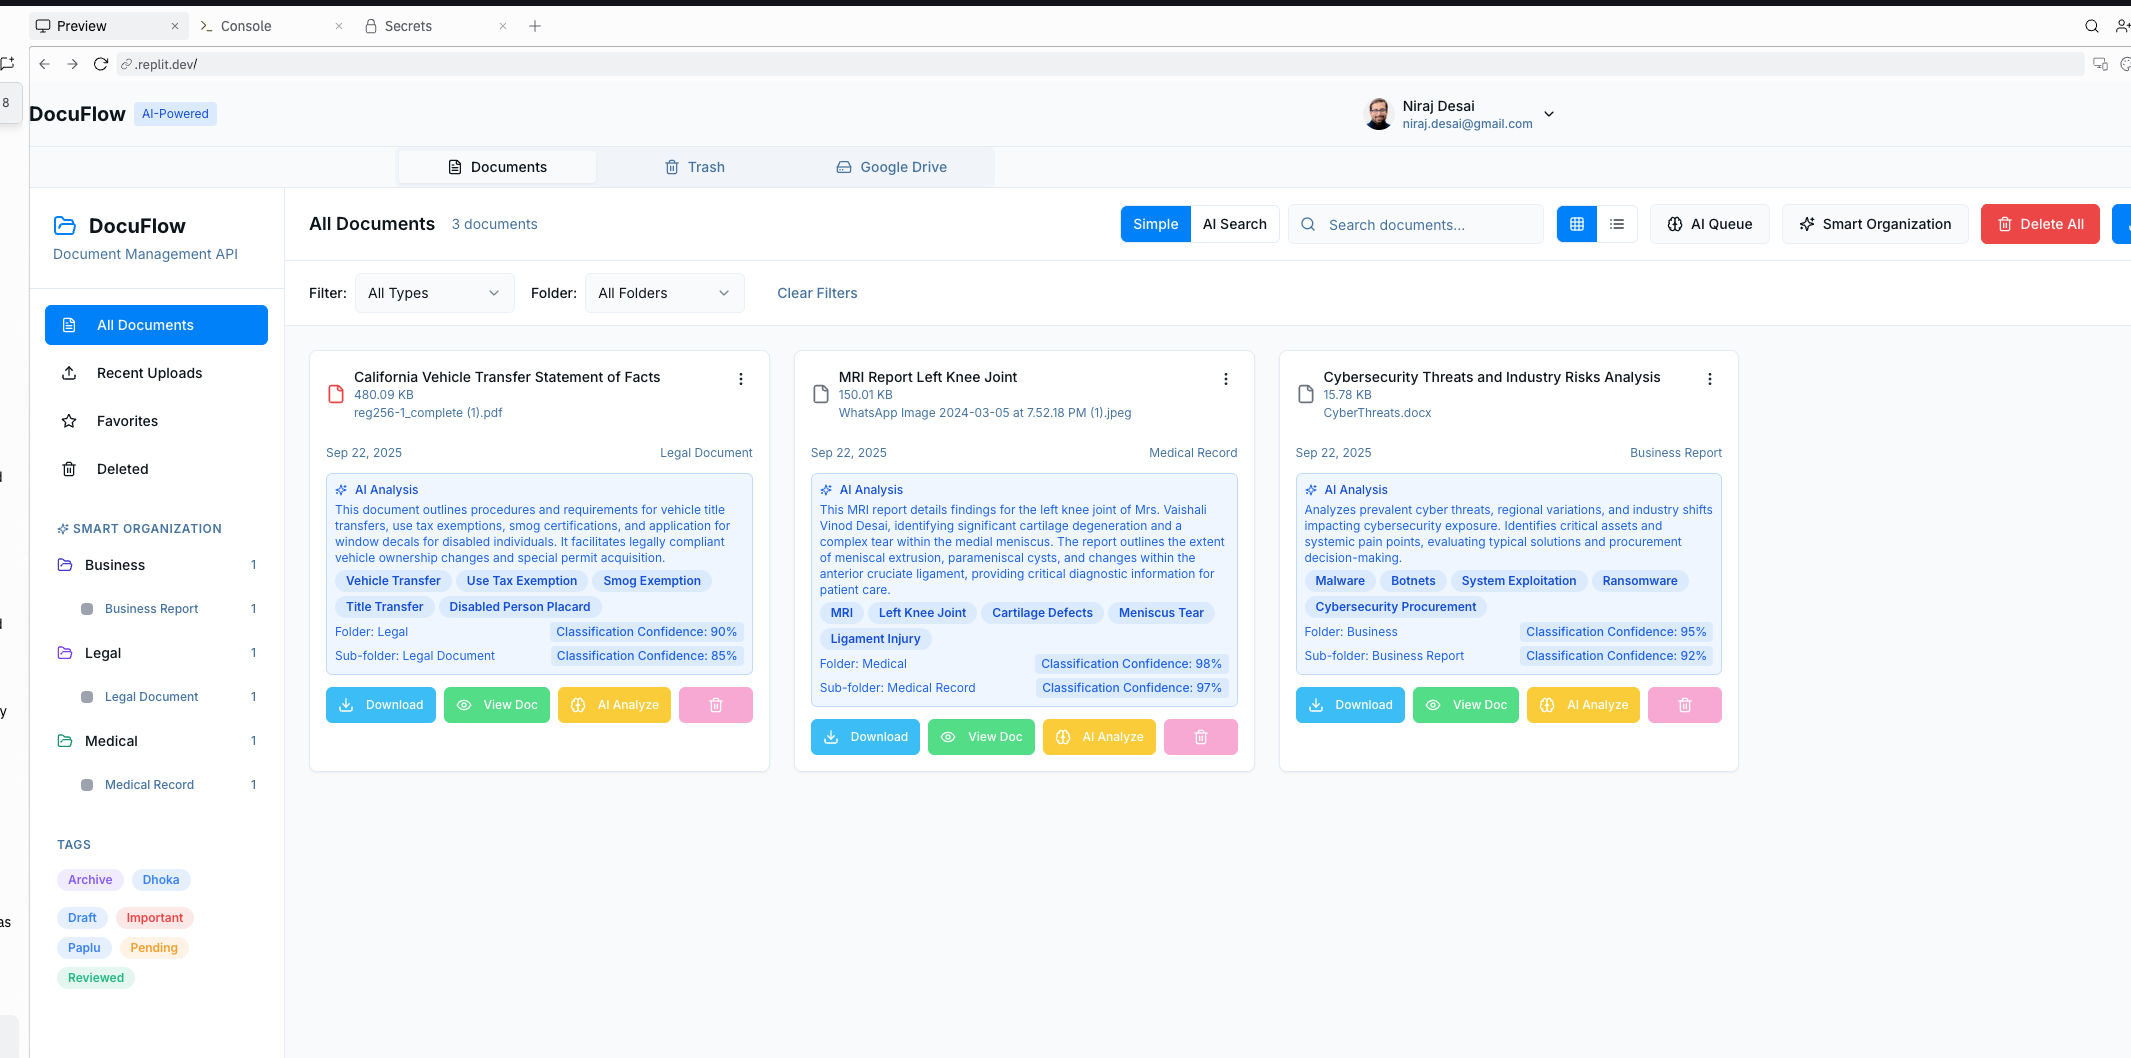 Preview
Console
Secrets
.replit.dev/
8
DocuFlow AI-Powered
Niraj Desai
niraj.desai@gmail.com
Documents
Trash
Google Drive
DocuFlow
Document Management API
All Documents
Recent Uploads
Favorites
Deleted
SMART ORGANIZATION
Business 1
Business Report 1
Legal 1
Legal Document 1
Medical 1
Medical Record 1
TAGS
Archive Dhoka
Draft Important
Paplu Pending
Reviewed
All Documents 3 documents
Simple AI Search Search documents... AI Queue Smart Organization Delete All
Filter: All Types Folder: All Folders Clear Filters
California Vehicle Transfer Statement of Facts
480.09 KB
reg256-1_complete (1).pdf
Sep 22, 2025 Legal Document
AI Analysis
This document outlines procedures and requirements for vehicle title
transfers, use tax exemptions, smog certifications, and application for
window decals for disabled individuals. It facilitates legally compliant
vehicle ownership changes and special permit acquisition.
Vehicle Transfer Use Tax Exemption Smog Exemption
Title Transfer Disabled Person Placard
Folder: Legal Classification Confidence: 90%
Sub-folder: Legal Document Classification Confidence: 85%
Download View Doc AI Analyze
MRI Report Left Knee Joint
150.01 KB
WhatsApp Image 2024-03-05 at 7.52.18 PM (1).jpeg
Sep 22, 2025 Medical Record
AI Analysis
This MRI report details findings for the left knee joint of Mrs. Vaishali
Vinod Desai, identifying significant cartilage degeneration and a
complex tear within the medial meniscus. The report outlines the extent
of meniscal extrusion, parameniscal cysts, and changes within the
anterior cruciate ligament, providing critical diagnostic information for
patient care.
MRI Left Knee Joint Cartilage Defects Meniscus Tear
Ligament Injury
Folder: Medical Classification Confidence: 98%
Sub-folder: Medical Record Classification Confidence: 97%
Download View Doc AI Analyze
Cybersecurity Threats and Industry Risks Analysis
15.78 KB
CyberThreats.docx
Sep 22, 2025 Business Report
AI Analysis
Analyzes prevalent cyber threats, regional variations, and industry shifts
impacting cybersecurity exposure. Identifies critical assets and
systemic pain points, evaluating typical solutions and procurement
decision-making.
Malware Botnets System Exploitation Ransomware
Cybersecurity Procurement
Folder: Business Classification Confidence: 95%
Sub-folder: Business Report Classification Confidence: 92%
Download View Doc AI Analyze